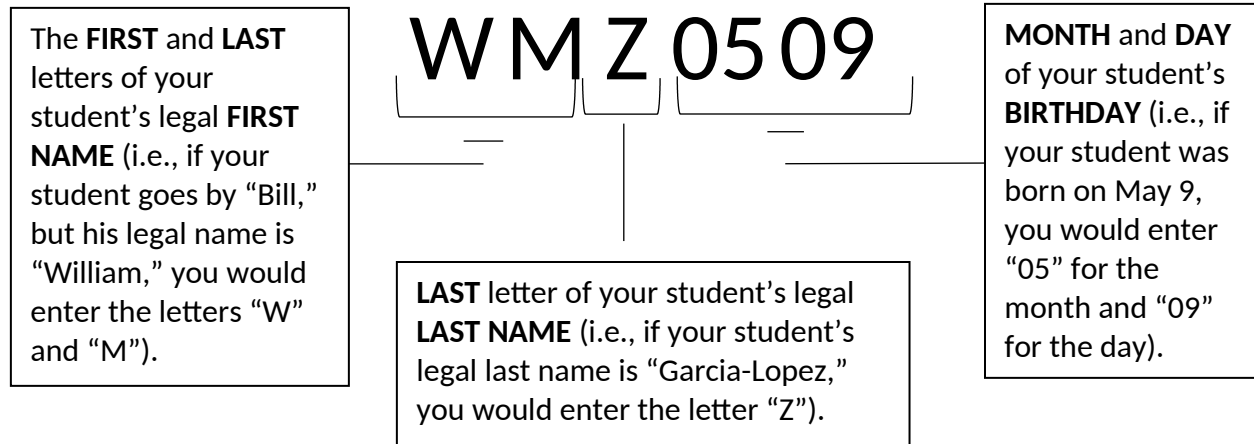 WMZ0509
The FIRST and LAST
letters of your
student’s legal FIRST
NAME (i.e., if your
student goes by “Bill,”
but his legal name is
“William,” you would
enter the letters “W”
and “M”).
LAST letter of your student’s legal
LAST NAME (i.e., if your student’s
legal last name is “Garcia-Lopez,”
you would enter the letter “Z”).
MONTH and DAY
of your student’s
BIRTHDAY (i.e., if
your student was
born on May 9,
you would enter
“05” for the
month and “09”
for the day).